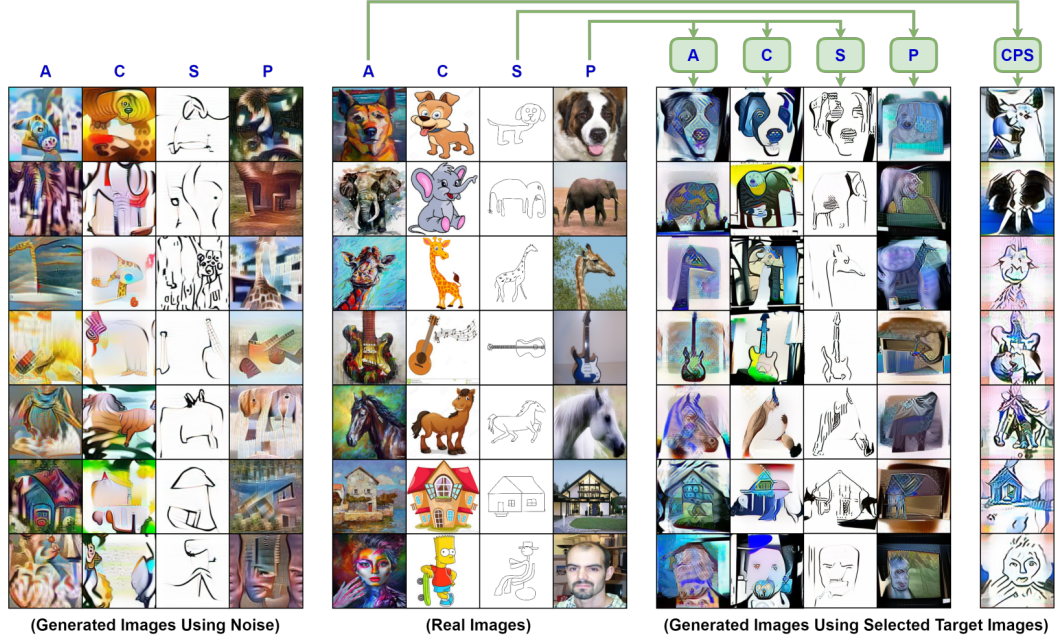 A C S P CPS
A C S P A C S P
(Generated Images Using Noise) (Real Images) (Generated Images Using Selected Target Images)